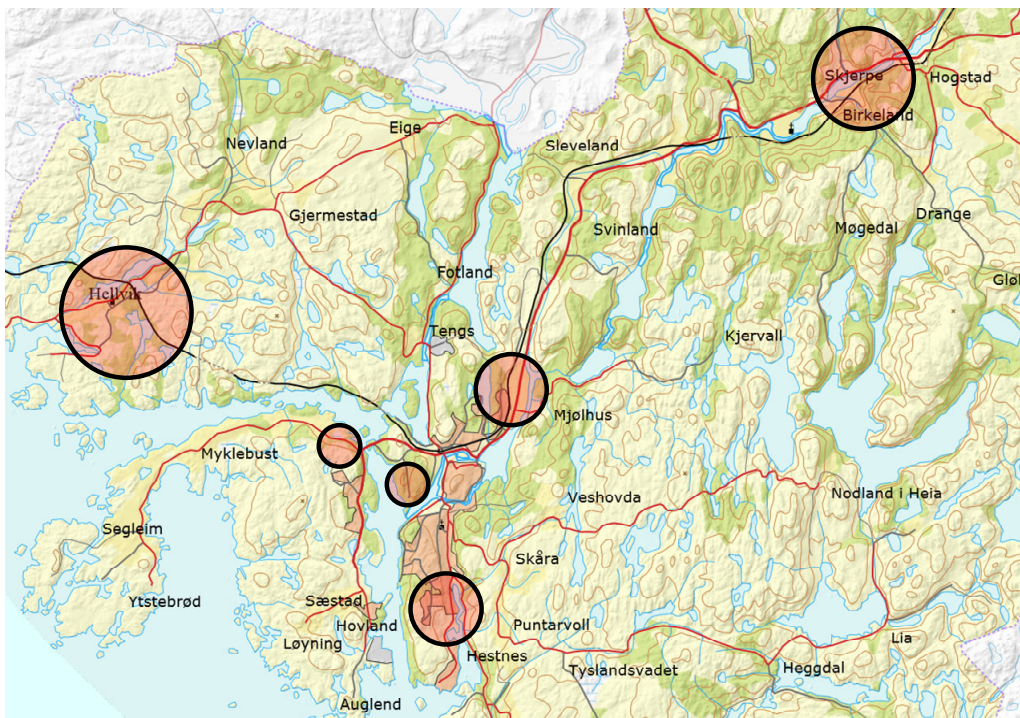 Skjerpe
Hogstad
Birkeland
Eige
Nevland
Sleveland
Gjermestad
Svinland
Drange
Møgedal
Fotland
Hellvik
Tengs
Kjervall
Mjølhus
Myklebust
Veshovda
Nodland i Heia
Segleim
Skåra
Ytstebrød
Sæstad
Hovland
Puntarvoll
Løyning
Hestnes
Lia
Tyslandsvadet
Heggdal
Auglend